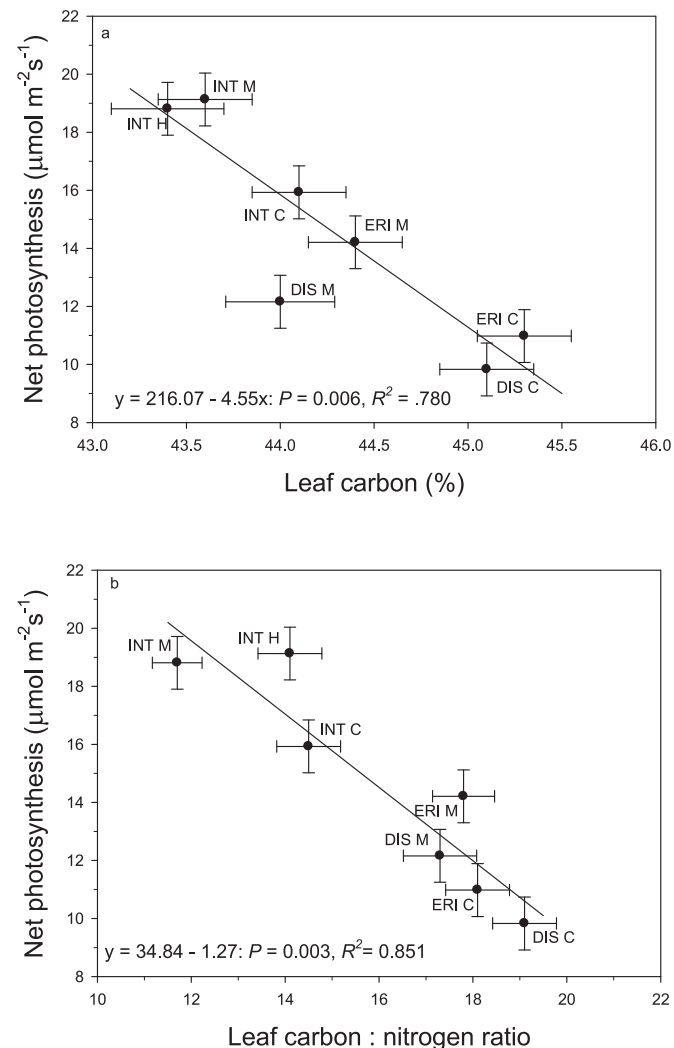 a
22
20
18
16
14
12
10
8
Net photosynthesis (μmol m⁻²s⁻¹)
INT M
INT H
INT C
ERI M
DIS M
ERI C
DIS C
y = 216.07 - 4.55x: P = 0.006, R² = .780
43.0 43.5 44.0 44.5 45.0 45.5 46.0
Leaf carbon (%)
b
22
20
18
16
14
12
10
8
Net photosynthesis (μmol m⁻²s⁻¹)
INT H
INT M
INT C
ERI M
DIS M
ERI C
DIS C
y = 34.84 - 1.27: P = 0.003, R²= 0.851
10 12 14 16 18 20 22
Leaf carbon : nitrogen ratio